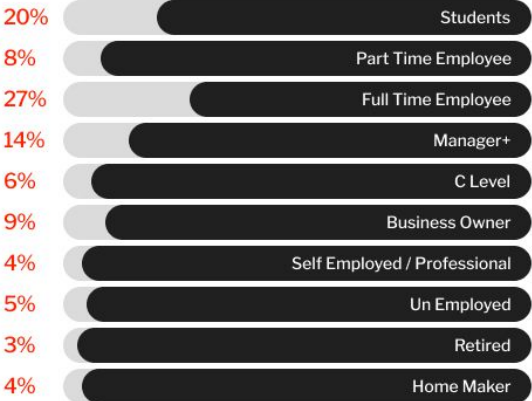 20% Students
8% Part Time Employee
27% Full Time Employee
14% Manager+
6% C Level
9% Business Owner
4% Self Employed / Professional
5% Un Employed
3% Retired
4% Home Maker